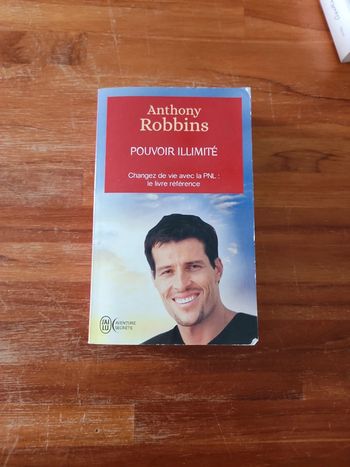 Anthony
Robbins
POUVOIR ILLIMITÉ
Changez de vie avec la PNL :
le livre référence
J'AI
LU
AVENTURE
SECRÈTE